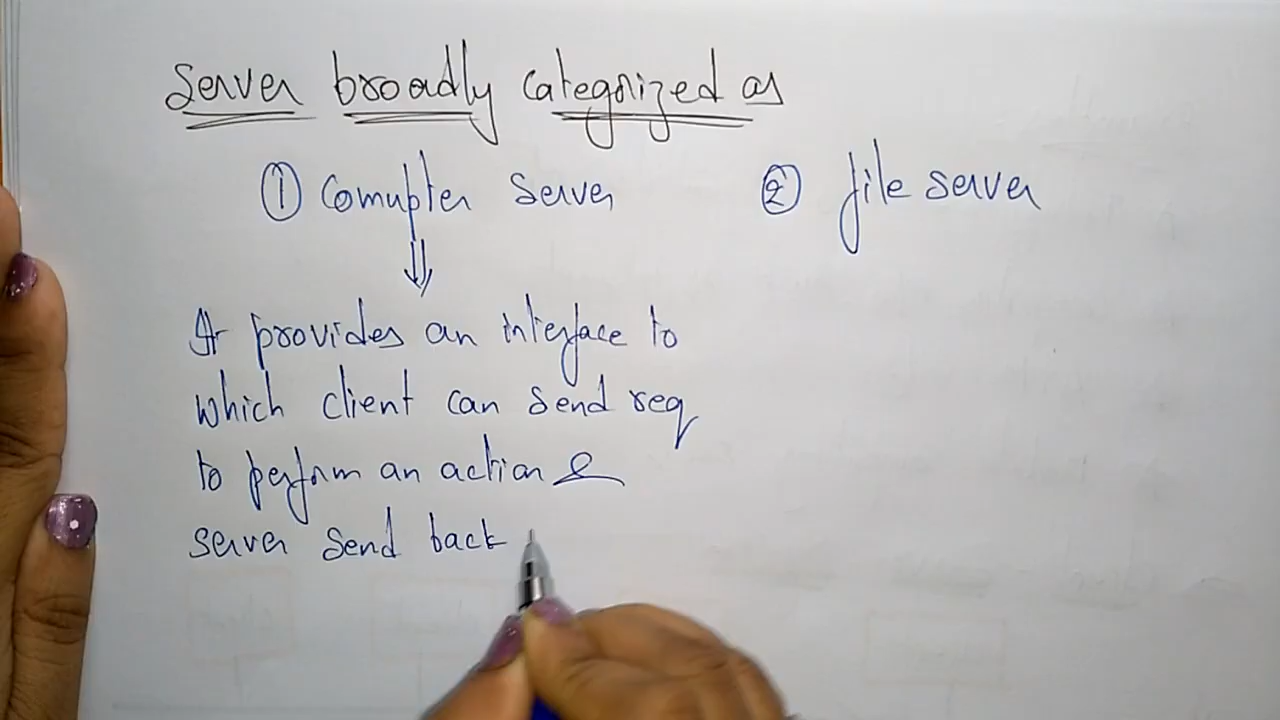 Server broadly categorized as
① Comupter Server
② file server
It provides an interface to
which client can send req
to perform an action &
server send back